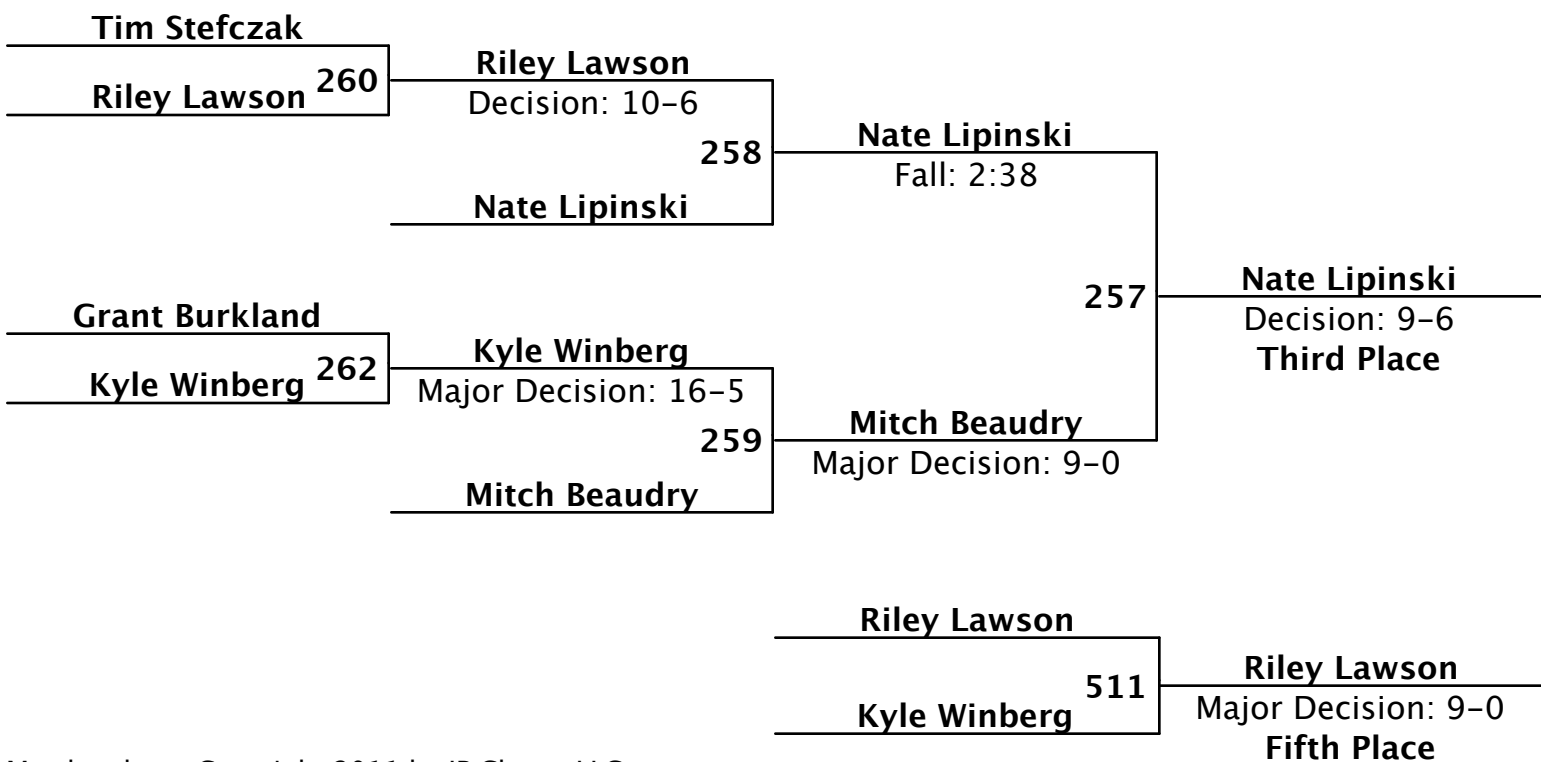 Tim Stefczak
Riley Lawson
260
Riley Lawson
Decision: 10-6
258
Nate Lipinski
Nate Lipinski
Fall: 2:38
Grant Burkland
Kyle Winberg
262
Kyle Winberg
Major Decision: 16-5
259
Mitch Beaudry
Mitch Beaudry
Major Decision: 9-0
257
Nate Lipinski
Decision: 9-6
Third Place
Riley Lawson
Kyle Winberg
511
Riley Lawson
Major Decision: 9-0
Fifth Place